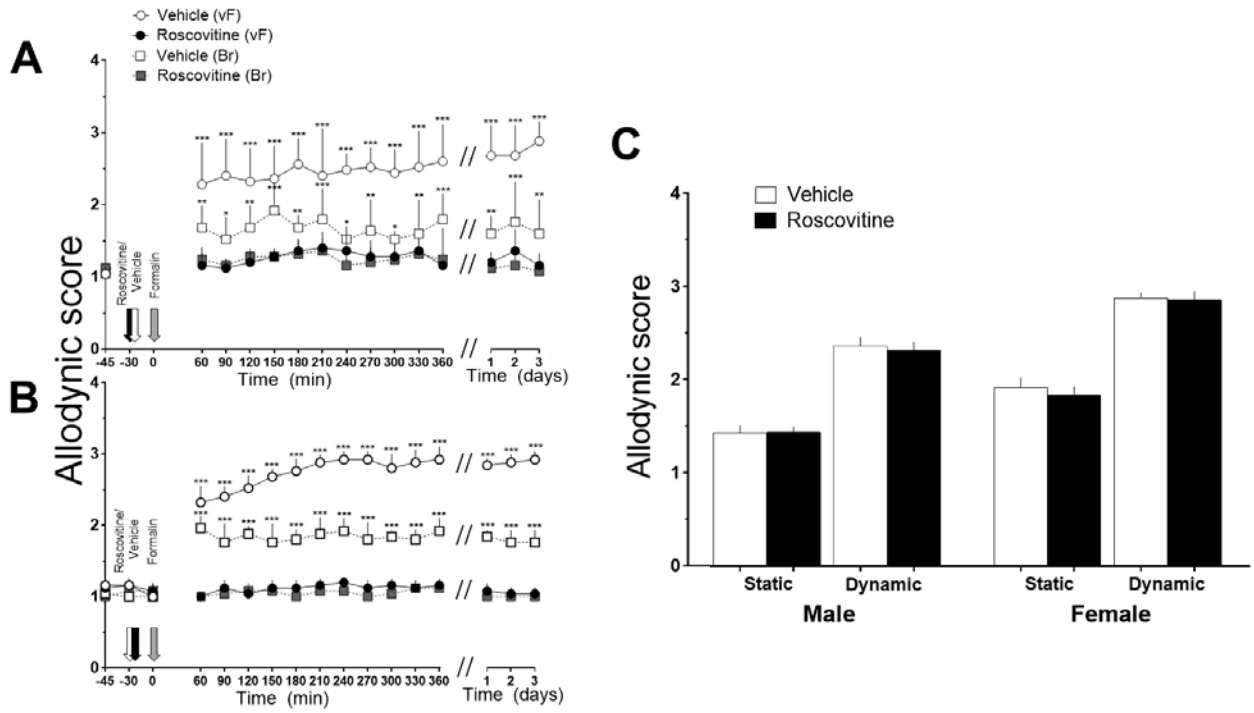 Vehicle (vF)
Roscovitine (vF)
Vehicle (Br)
Roscovitine (Br)
A
Allodynic score
4
3
2
1
0
*** *** *** *** *** *** *** *** *** *** *** *** *** ***
** * ** *** ** *** * ** * ** *** ** *** **
Roscovitine/
Vehicle
Formalin
//
//
//
//
-45 -30 0 60 90 120 150 180 210 240 270 300 330 360 1 2 3
Time (min) Time (days)
B
4
3
2
1
0
*** *** *** *** *** *** *** *** *** *** *** *** *** ***
*** *** *** *** *** *** *** *** *** *** *** *** *** ***
Roscovitine/
Vehicle
Formalin
//
//
//
//
-45 -30 0 60 90 120 150 180 210 240 270 300 330 360 1 2 3
Time (min) Time (days)
C
Vehicle
Roscovitine
Allodynic score
4
3
2
1
0
Static Dynamic Static Dynamic
Male Female